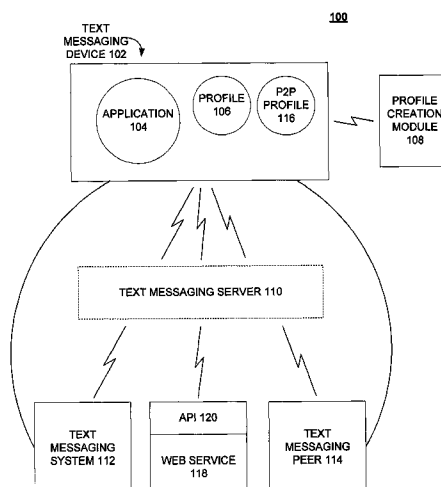 100
TEXT
MESSAGING
DEVICE 102
APPLICATION
104
PROFILE
106
P2P
PROFILE
116
PROFILE
CREATION
MODULE
108
TEXT MESSAGING SERVER 110
TEXT
MESSAGING
SYSTEM 112
API 120
WEB SERVICE
118
TEXT
MESSAGING
PEER 114